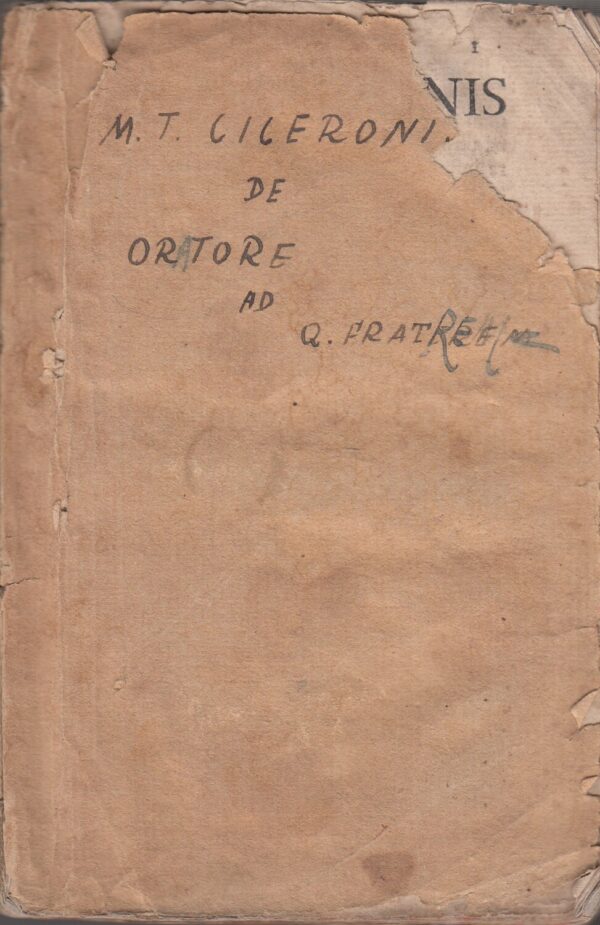 I
NIS
M. T. CICERONI.
DE
ORATORE
AD
Q. FRATREM